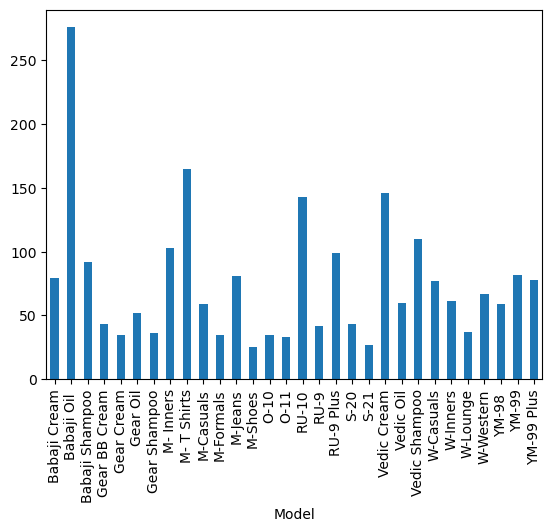 250
200
150
100
50
0
Babaji Cream
Babaji Oil
Babaji Shampoo
Gear BB Cream
Gear Cream
Gear Oil
Gear Shampoo
M- Inners
M- T Shirts
M-Casuals
M-Formals
M-Jeans
M-Shoes
O-10
O-11
RU-10
RU-9
RU-9 Plus
S-20
S-21
Vedic Cream
Vedic Oil
Vedic Shampoo
W-Casuals
W-Inners
W-Lounge
W-Western
YM-98
YM-99
YM-99 Plus
Model